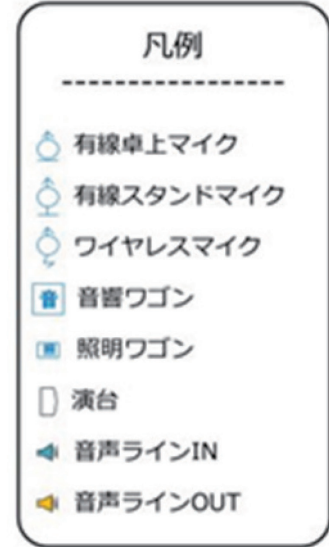 凡例
------------------
有線卓上マイク
有線スタンドマイク
ワイヤレスマイク
音 音響ワゴン
照 照明ワゴン
演台
音声ラインIN
音声ラインOUT